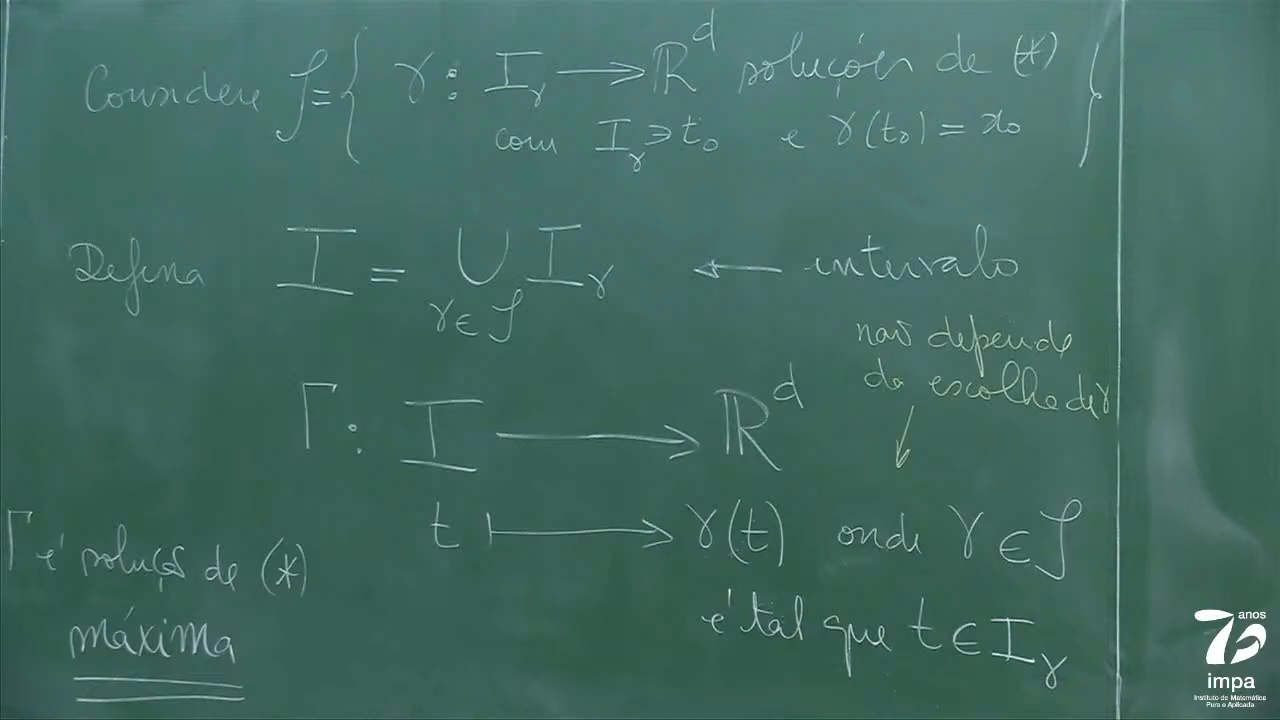 Considere 𝒮 = { γ : I_γ ⟶ ℝ^d soluções de (*)
com I_γ ∋ t₀ e γ(t₀) = x₀ }
Defina I = ⋃_{γ∈𝒮} I_γ ← intervalo
não depende
da escolha de γ
↓
Γ : I ⟶ ℝ^d
t ⟼ γ(t) onde γ ∈ 𝒮
é tal que t ∈ I_γ
Γ é solução de (*)
máxima
70 anos
impa
Instituto de Matemática
Pura e Aplicada